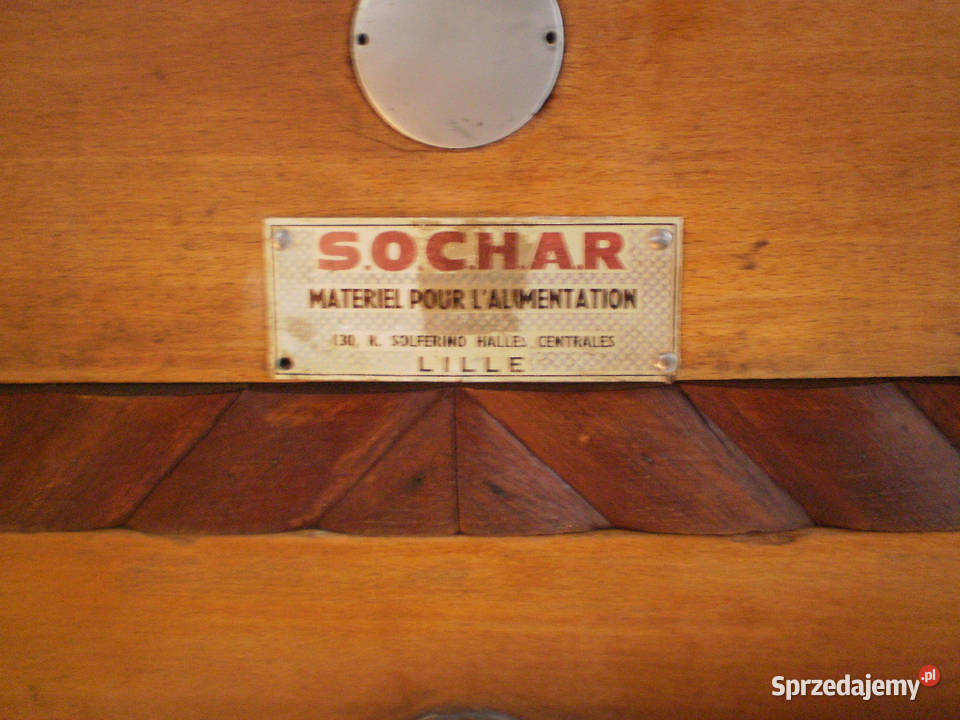 S.O.C.H.A.R
MATERIEL POUR L'ALIMENTATION
130, R. SOLFERINO HALLES CENTRALES
LILLE
Sprzedajemy.pl